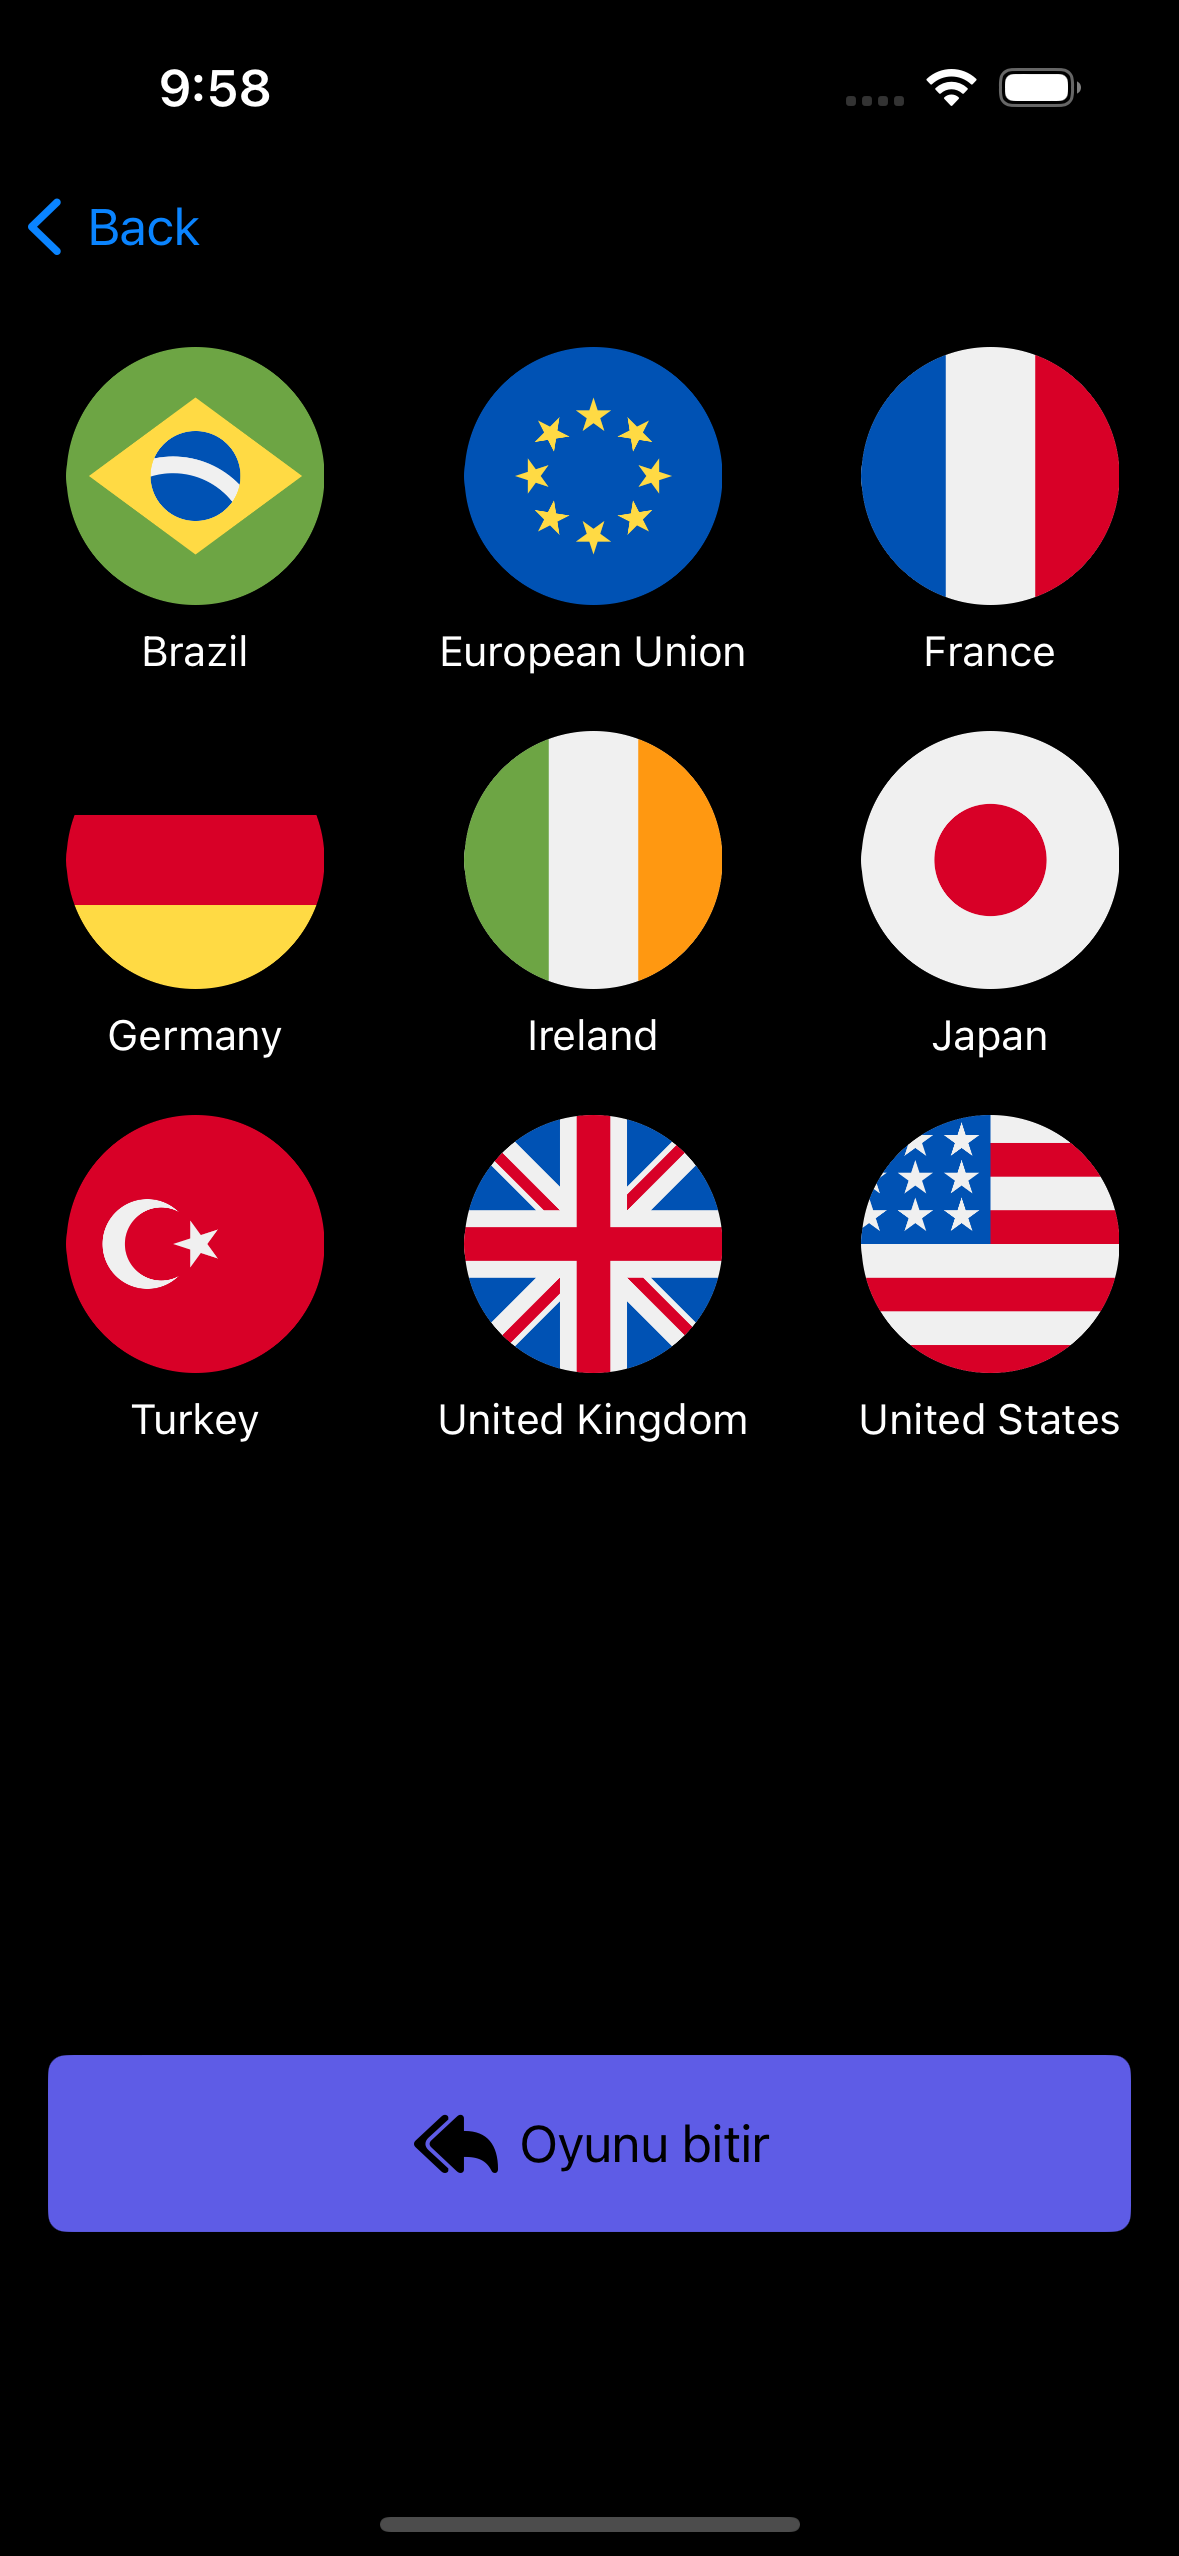 9:58
Back
Brazil
European Union
France
Germany
Ireland
Japan
Turkey
United Kingdom
United States
Oyunu bitir